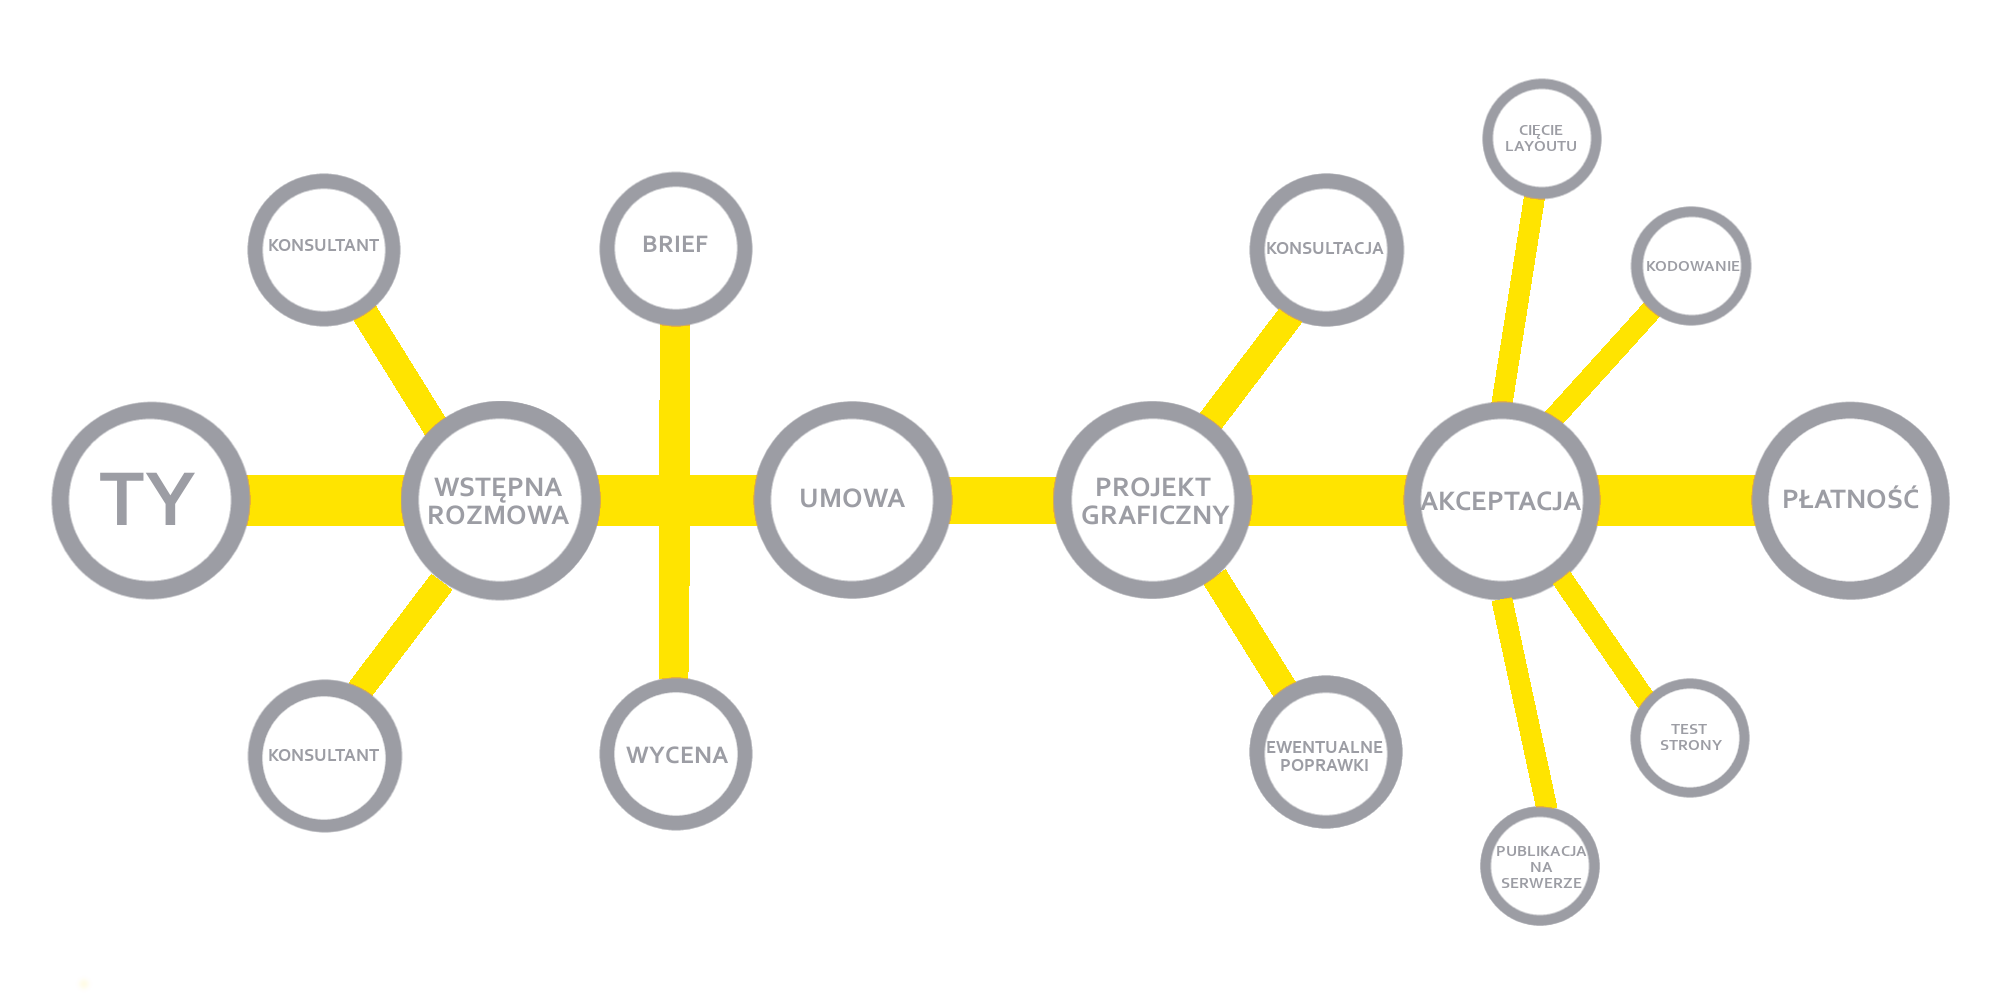 CIĘCIE
LAYOUTU
KONSULTANT
BRIEF
KONSULTACJA
KODOWANIE
TY
WSTĘPNA
ROZMOWA
UMOWA
PROJEKT
GRAFICZNY
AKCEPTACJA
PŁATNOŚĆ
KONSULTANT
WYCENA
EWENTUALNE
POPRAWKI
TEST
STRONY
PUBLIKACJA
NA
SERWERZE